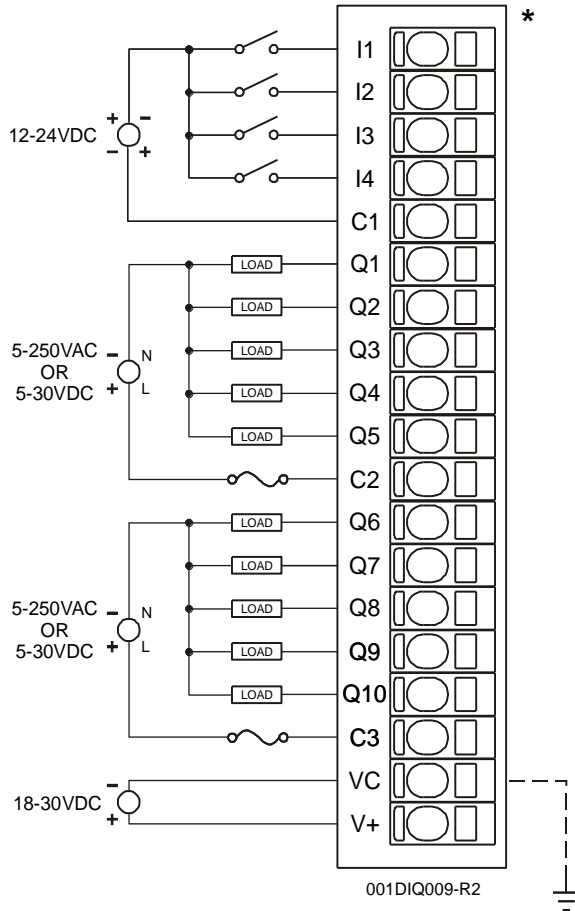 *
I1
I2
I3
I4
C1
12-24VDC
+ -
- +
Q1
Q2
Q3
Q4
Q5
C2
LOAD
LOAD
LOAD
LOAD
LOAD
5-250VAC
OR
5-30VDC
- N
+ L
Q6
Q7
Q8
Q9
Q10
C3
LOAD
LOAD
LOAD
LOAD
LOAD
5-250VAC
OR
5-30VDC
- N
+ L
VC
V+
18-30VDC
-
+
001DIQ009-R2